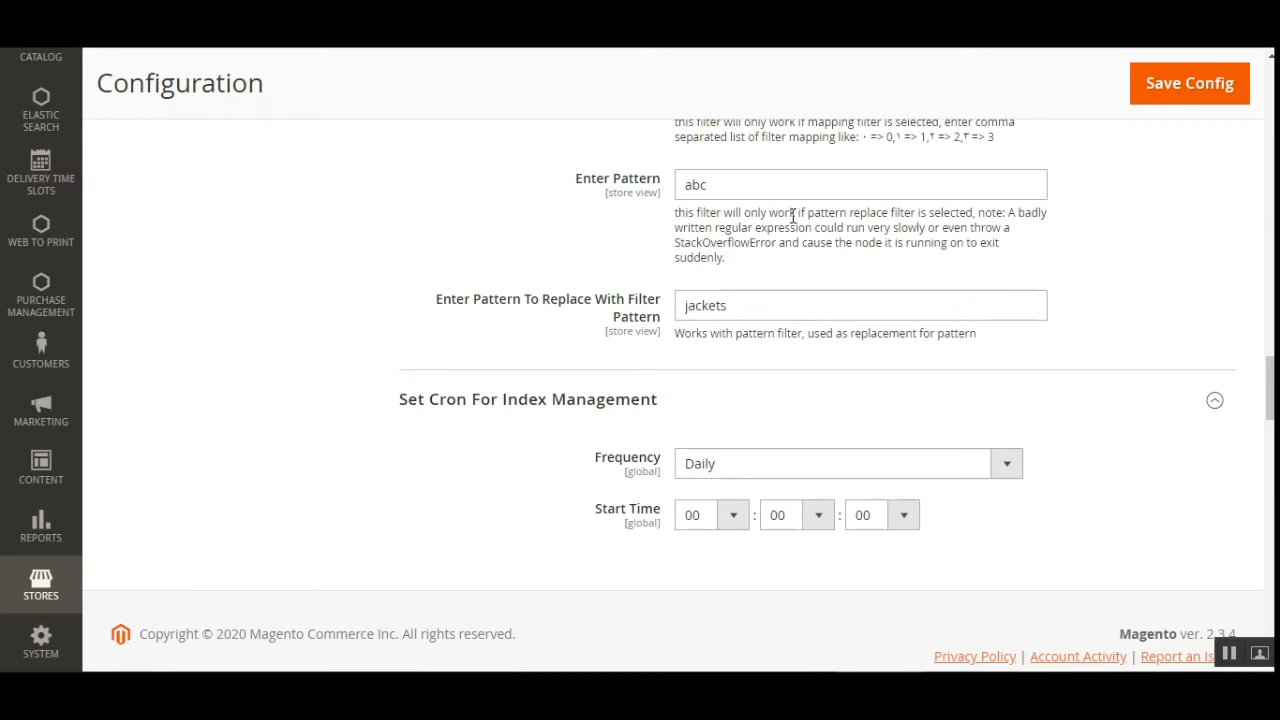 CATALOG
ELASTIC
SEARCH
DELIVERY TIME
SLOTS
WEB TO PRINT
PURCHASE
MANAGEMENT
CUSTOMERS
MARKETING
CONTENT
REPORTS
STORES
SYSTEM
Configuration
Save Config
this filter will only work if mapping filter is selected, enter comma
separated list of filter mapping like: ٠ => 0,١ => 1,٢ => 2,٣ => 3
Enter Pattern
[store view]
abc
this filter will only work if pattern replace filter is selected, note: A badly
written regular expression could run very slowly or even throw a
StackOverflowError and cause the node it is running on to exit
suddenly.
Enter Pattern To Replace With Filter
Pattern
[store view]
jackets
Works with pattern filter, used as replacement for pattern
Set Cron For Index Management
Frequency
[global]
Daily
Start Time
[global]
00 : 00 : 00
Copyright © 2020 Magento Commerce Inc. All rights reserved.
Magento ver. 2.3.4
Privacy Policy | Account Activity | Report an Is